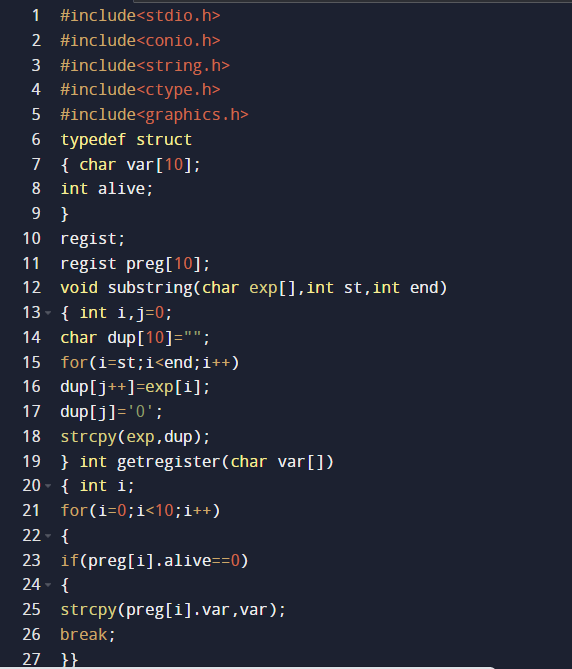 1 #include<stdio.h>
2 #include<conio.h>
3 #include<string.h>
4 #include<ctype.h>
5 #include<graphics.h>
6 typedef struct
7 { char var[10];
8 int alive;
9 }
10 regist;
11 regist preg[10];
12 void substring(char exp[],int st,int end)
13 { int i,j=0;
14 char dup[10]="";
15 for(i=st;i<end;i++)
16 dup[j++]=exp[i];
17 dup[j]='0';
18 strcpy(exp,dup);
19 } int getregister(char var[])
20 { int i;
21 for(i=0;i<10;i++)
22 {
23 if(preg[i].alive==0)
24 {
25 strcpy(preg[i].var,var);
26 break;
27 }}